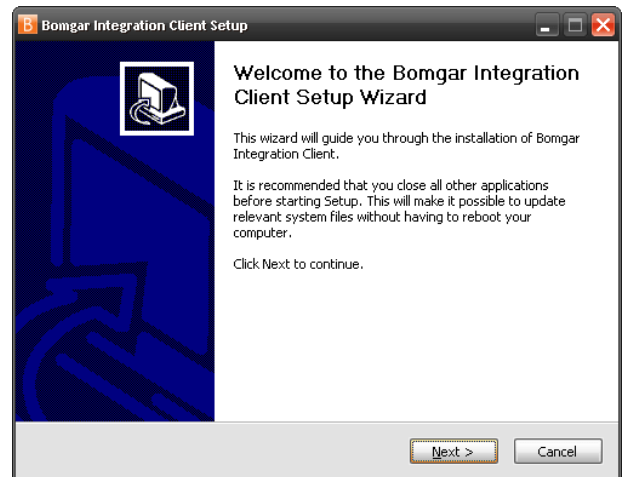 B Bomgar Integration Client Setup
Welcome to the Bomgar Integration
Client Setup Wizard
This wizard will guide you through the installation of Bomgar
Integration Client.
It is recommended that you close all other applications
before starting Setup. This will make it possible to update
relevant system files without having to reboot your
computer.
Click Next to continue.
Next >
Cancel